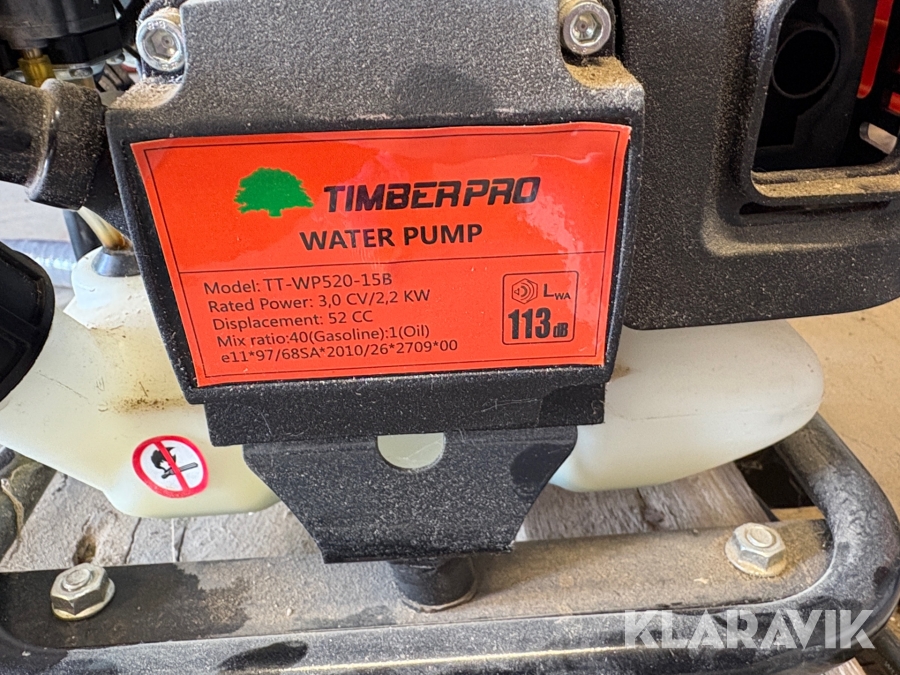 TIMBERPRO
WATER PUMP
Model: TT-WP520-15B
Rated Power: 3,0 CV/2,2 KW
Displacement: 52 CC
Mix ratio:40(Gasoline):1(Oil)
e11*97/68SA*2010/26*2709*00
LWA
113dB
KLARAVIK